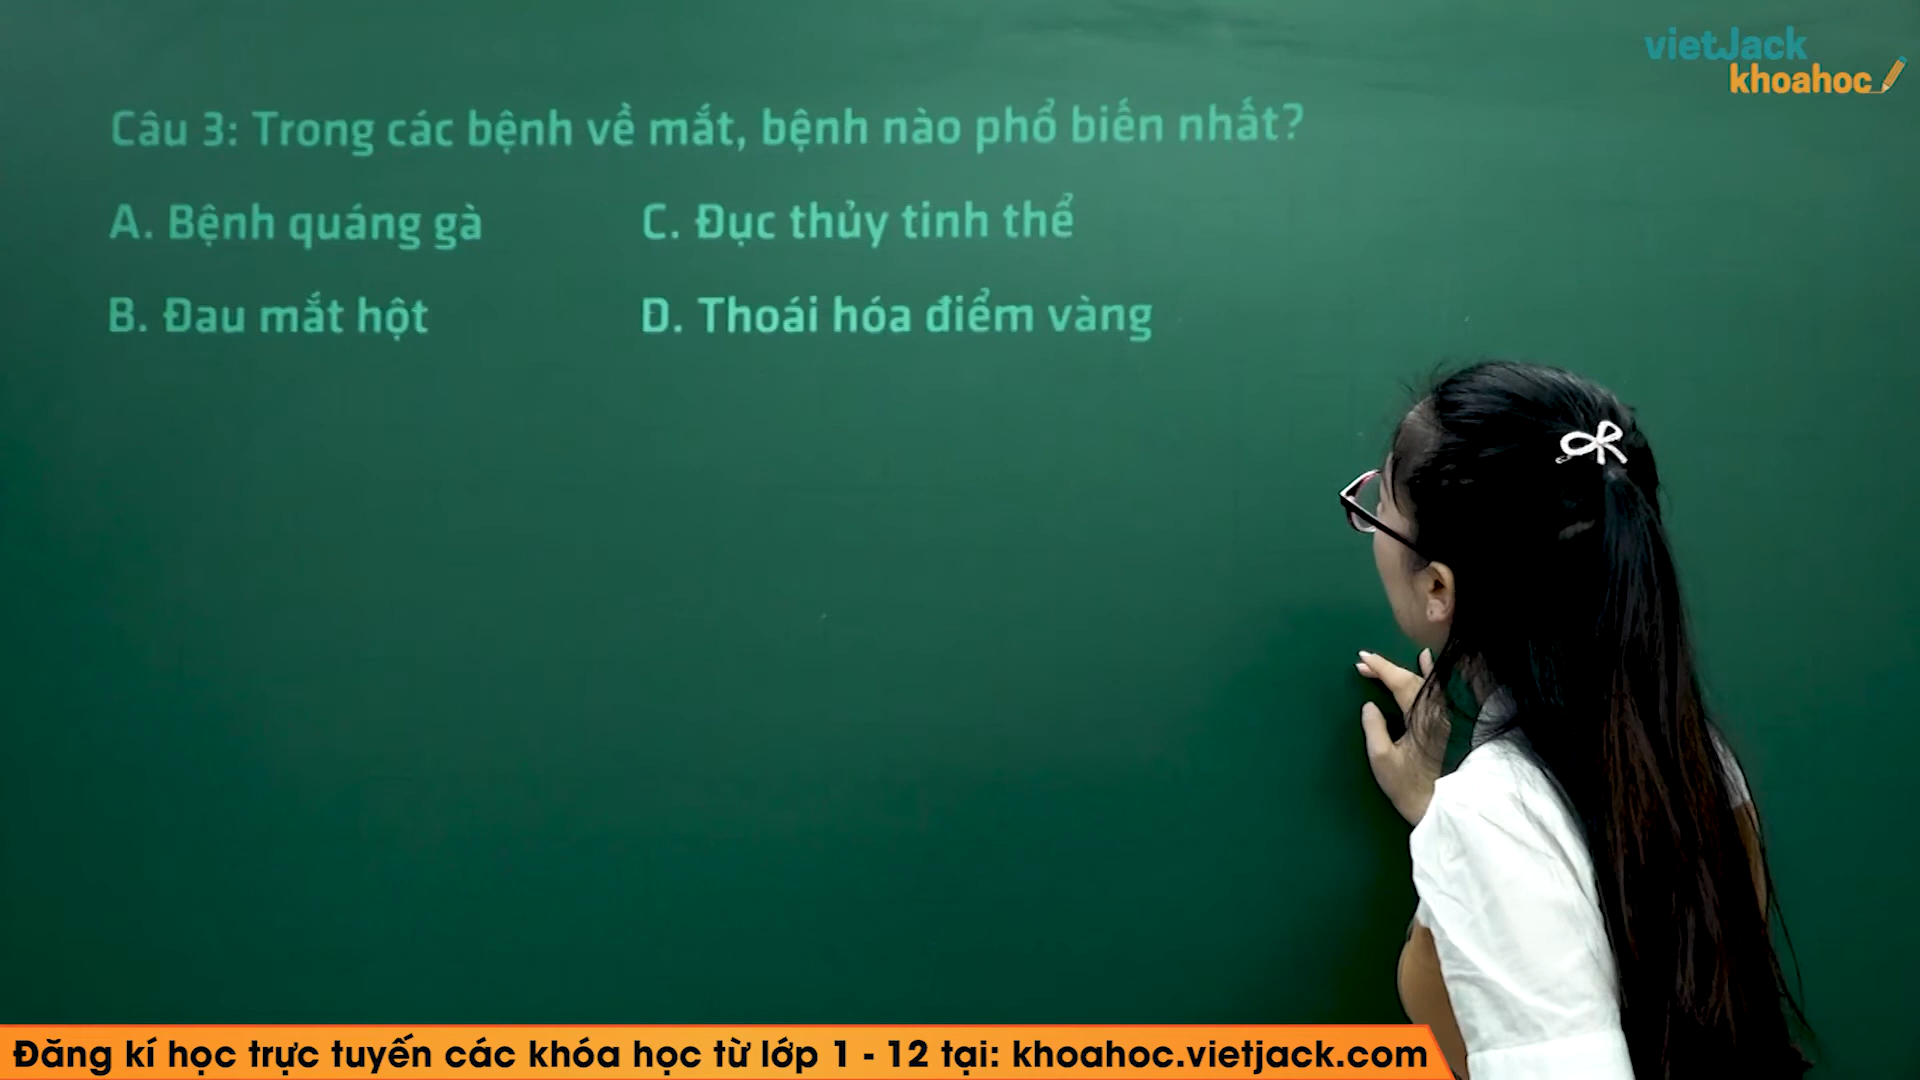 vietJack
khoahoc
Câu 3: Trong các bệnh về mắt, bệnh nào phổ biến nhất?
A. Bệnh quáng gà
C. Đục thủy tinh thể
B. Đau mắt hột
D. Thoái hóa điểm vàng
Đăng kí học trực tuyến các khóa học từ lớp 1 - 12 tại: khoahoc.vietjack.com